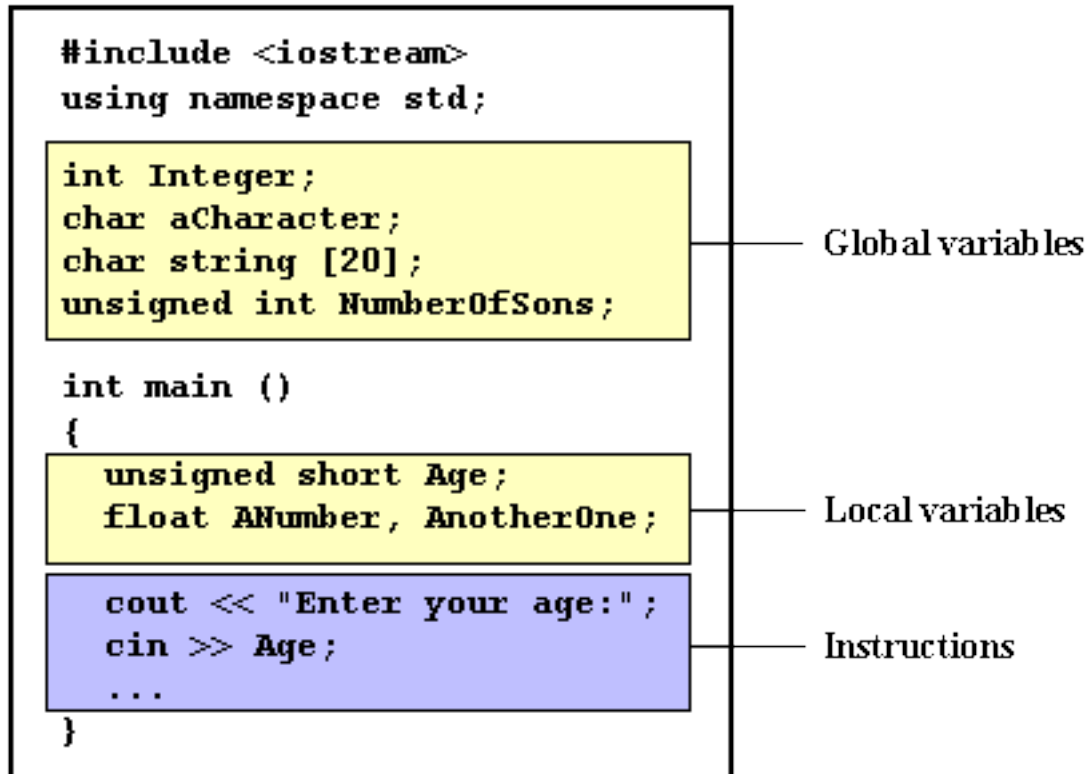 #include <iostream>
using namespace std;
int Integer;
char aCharacter;
char string [20];
unsigned int NumberOfSons;
Global variables
int main ()
{
unsigned short Age;
float ANumber, AnotherOne;
Local variables
cout << "Enter your age:";
cin >> Age;
...
Instructions
}